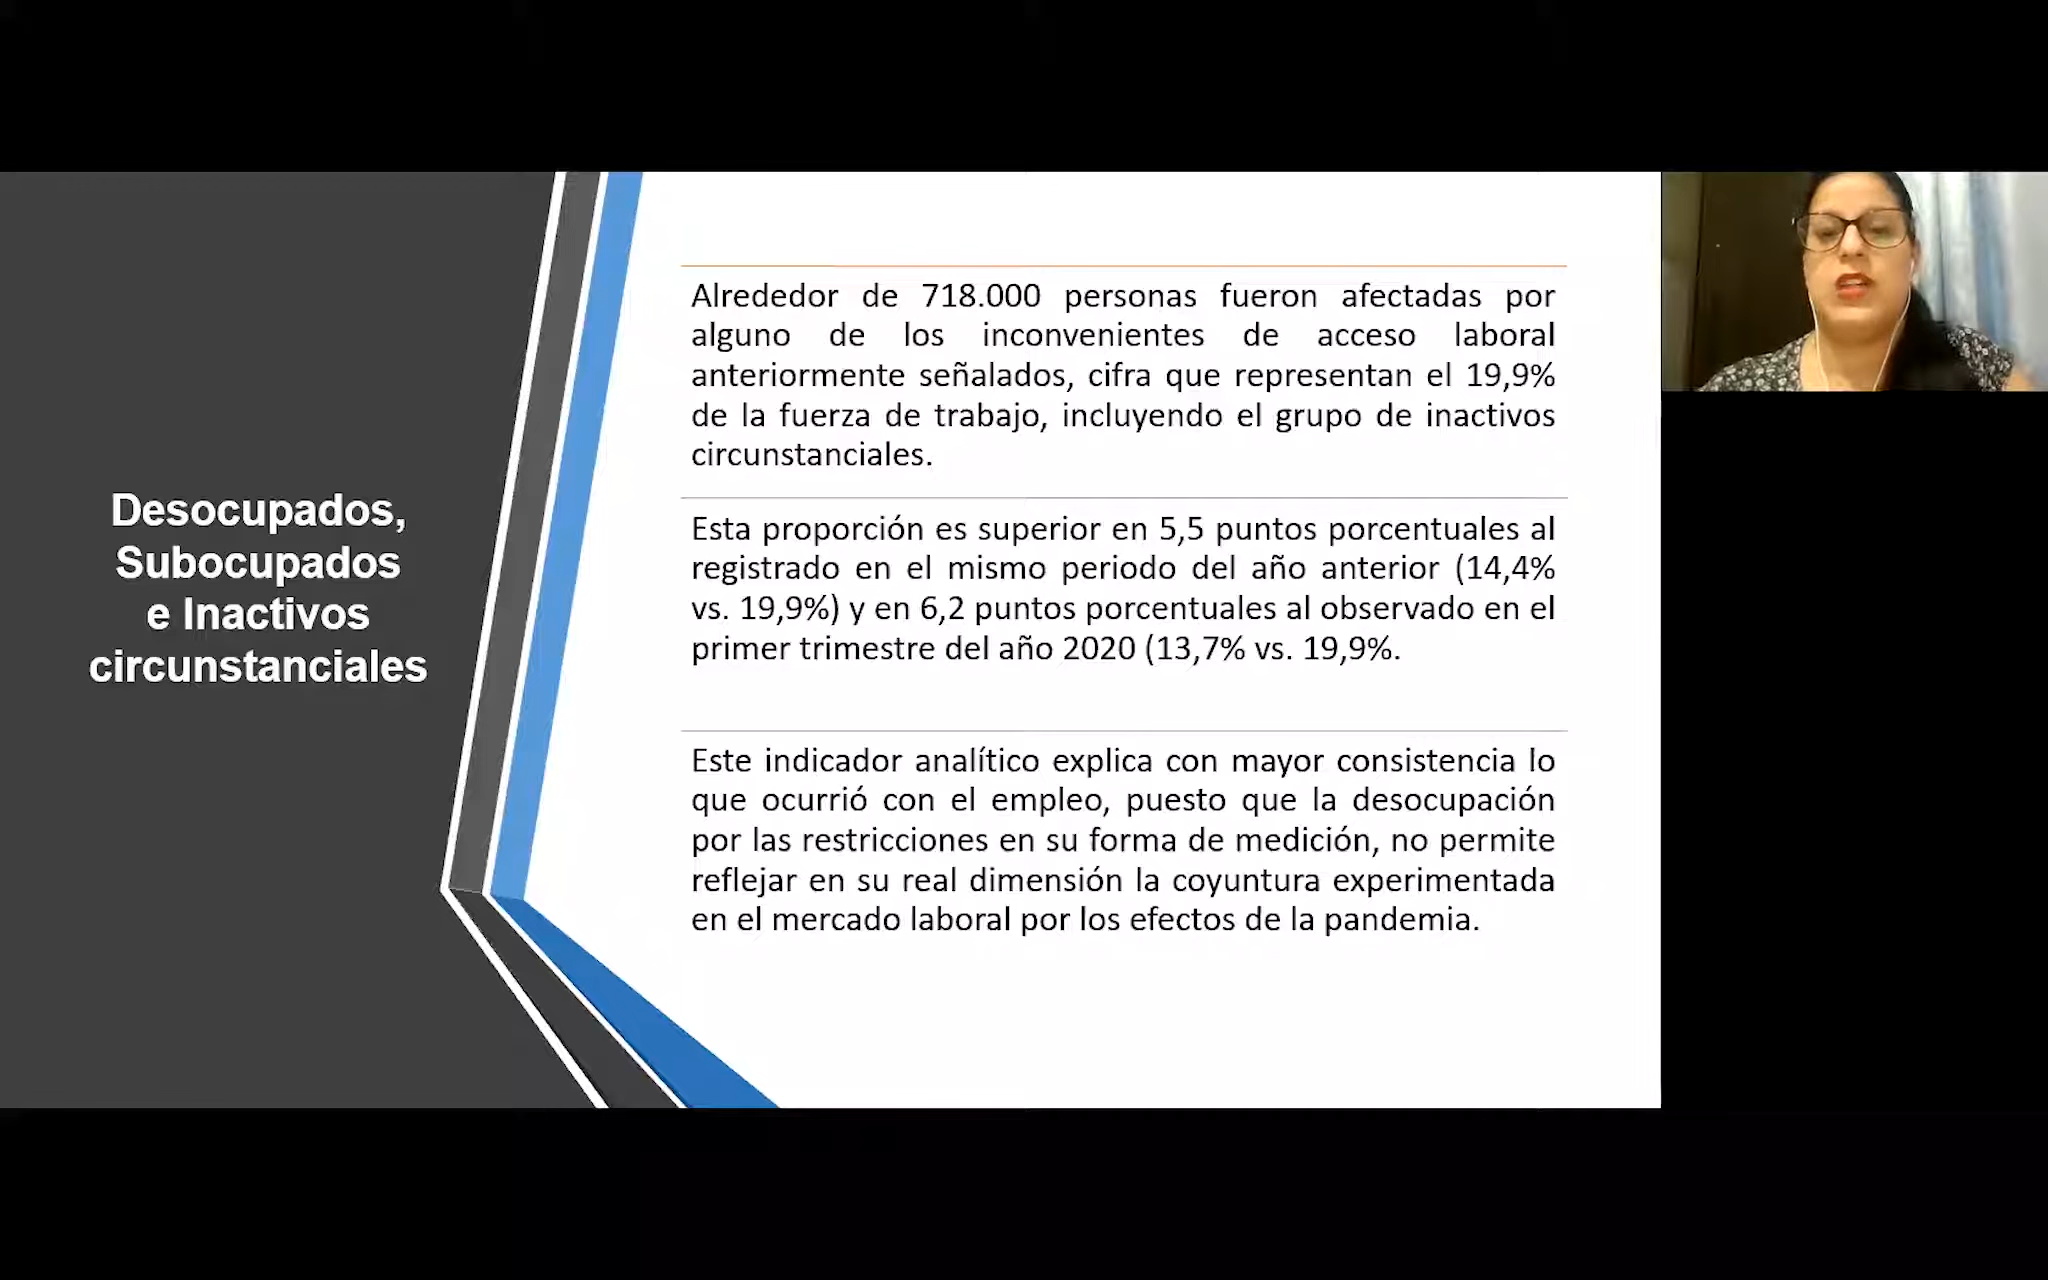 Desocupados,
Subocupados
e Inactivos
circunstanciales
Alrededor de 718.000 personas fueron afectadas por
alguno de los inconvenientes de acceso laboral
anteriormente señalados, cifra que representan el 19,9%
de la fuerza de trabajo, incluyendo el grupo de inactivos
circunstanciales.
Esta proporción es superior en 5,5 puntos porcentuales al
registrado en el mismo periodo del año anterior (14,4%
vs. 19,9%) y en 6,2 puntos porcentuales al observado en el
primer trimestre del año 2020 (13,7% vs. 19,9%.
Este indicador analítico explica con mayor consistencia lo
que ocurrió con el empleo, puesto que la desocupación
por las restricciones en su forma de medición, no permite
reflejar en su real dimensión la coyuntura experimentada
en el mercado laboral por los efectos de la pandemia.